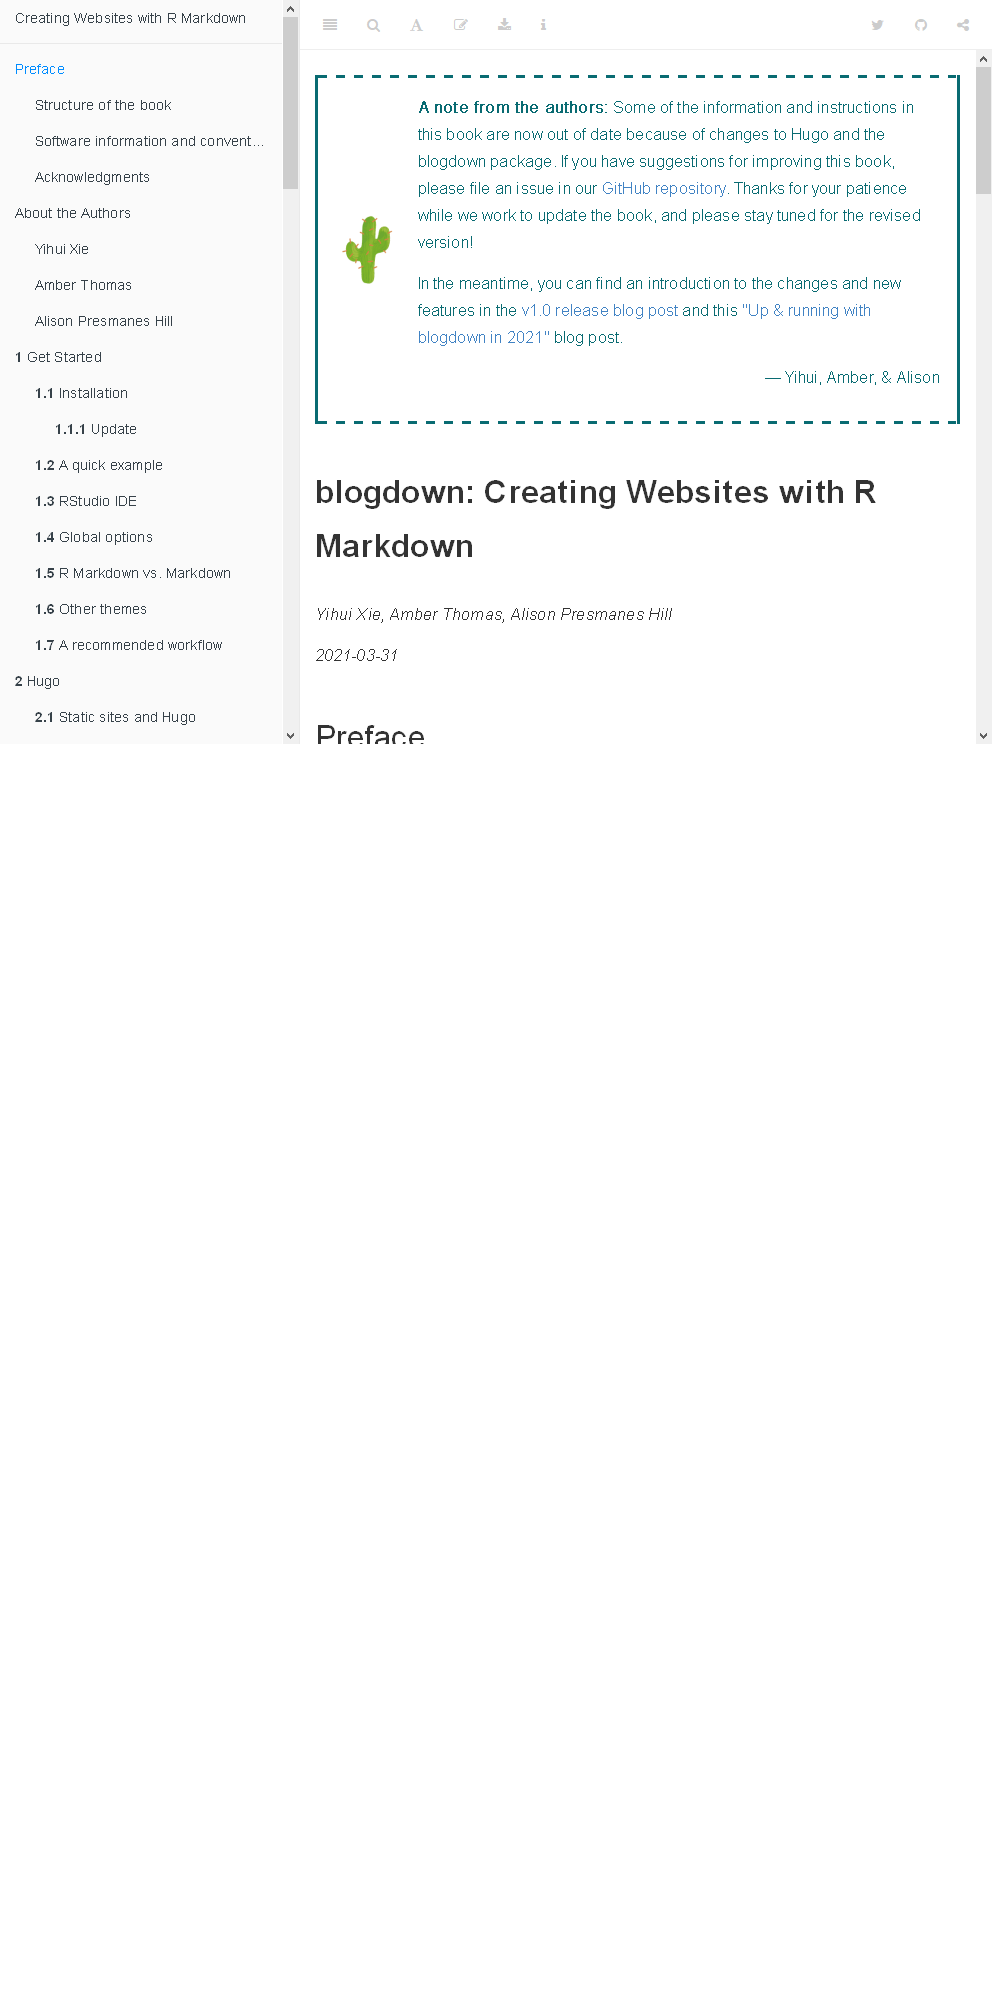 Creating Websites with R Markdown
Preface
Structure of the book
Software information and convent...
Acknowledgments
About the Authors
Yihui Xie
Amber Thomas
Alison Presmanes Hill
1 Get Started
1.1 Installation
1.1.1 Update
1.2 A quick example
1.3 RStudio IDE
1.4 Global options
1.5 R Markdown vs. Markdown
1.6 Other themes
1.7 A recommended workflow
2 Hugo
2.1 Static sites and Hugo
A note from the authors: Some of the information and instructions in
this book are now out of date because of changes to Hugo and the
blogdown package. If you have suggestions for improving this book,
please file an issue in our GitHub repository. Thanks for your patience
while we work to update the book, and please stay tuned for the revised
version!
In the meantime, you can find an introduction to the changes and new
features in the v1.0 release blog post and this "Up & running with
blogdown in 2021" blog post.
— Yihui, Amber, & Alison
blogdown: Creating Websites with R
Markdown
Yihui Xie, Amber Thomas, Alison Presmanes Hill
2021-03-31
Preface